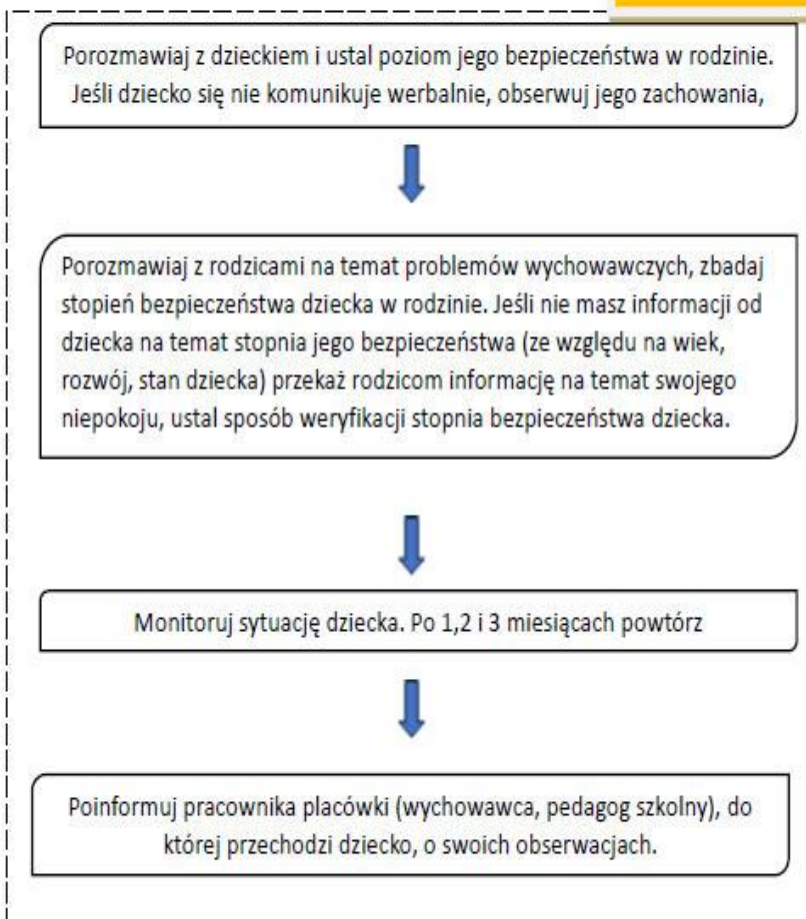 Porozmawiaj z dzieckiem i ustal poziom jego bezpieczeństwa w rodzinie.
Jeśli dziecko się nie komunikuje werbalnie, obserwuj jego zachowania,
Porozmawiaj z rodzicami na temat problemów wychowawczych, zbadaj
stopień bezpieczeństwa dziecka w rodzinie. Jeśli nie masz informacji od
dziecka na temat stopnia jego bezpieczeństwa (ze względu na wiek,
rozwój, stan dziecka) przekaż rodzicom informację na temat swojego
niepokoju, ustal sposób weryfikacji stopnia bezpieczeństwa dziecka.
Monitoruj sytuację dziecka. Po 1,2 i 3 miesiącach powtórz
Poinformuj pracownika placówki (wychowawca, pedagog szkolny), do
której przechodzi dziecko, o swoich obserwacjach.